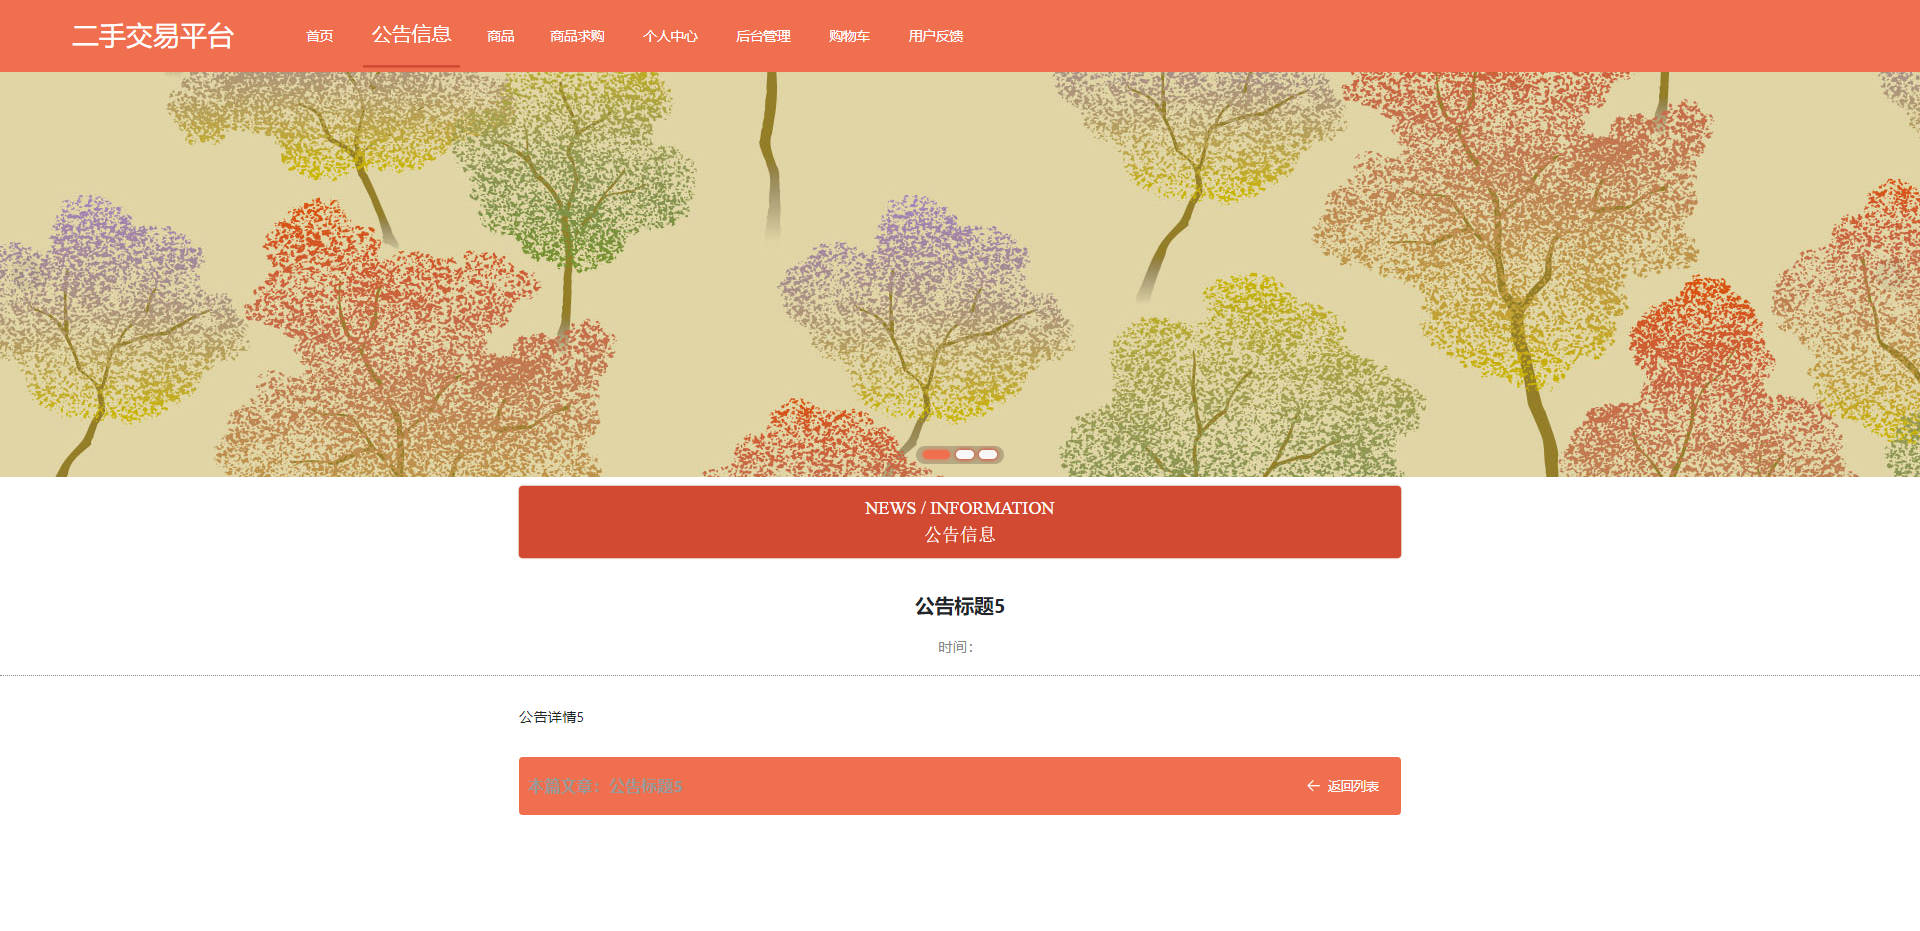 二手交易平台
首页 公告信息 商品 商品求购 个人中心 后台管理 购物车 用户反馈
NEWS / INFORMATION
公告信息
公告标题5
时间：
公告详情5
本篇文章：公告标题5
← 返回列表